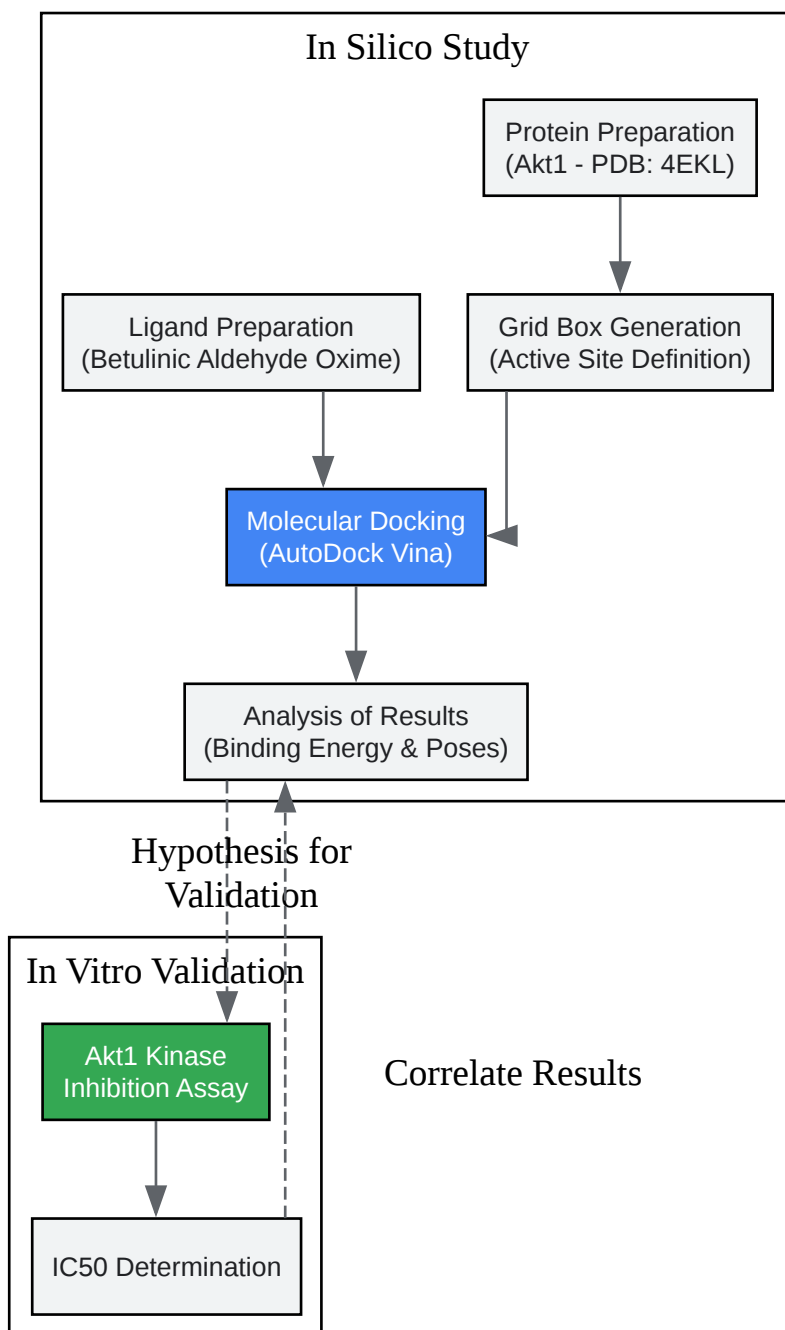 In Silico Study
Protein Preparation
(Akt1 - PDB: 4EKL)
Ligand Preparation
(Betulinic Aldehyde Oxime)
Grid Box Generation
(Active Site Definition)
Molecular Docking
(AutoDock Vina)
Analysis of Results
(Binding Energy & Poses)
Hypothesis for
Validation
In Vitro Validation
Akt1 Kinase
Inhibition Assay
Correlate Results
IC50 Determination